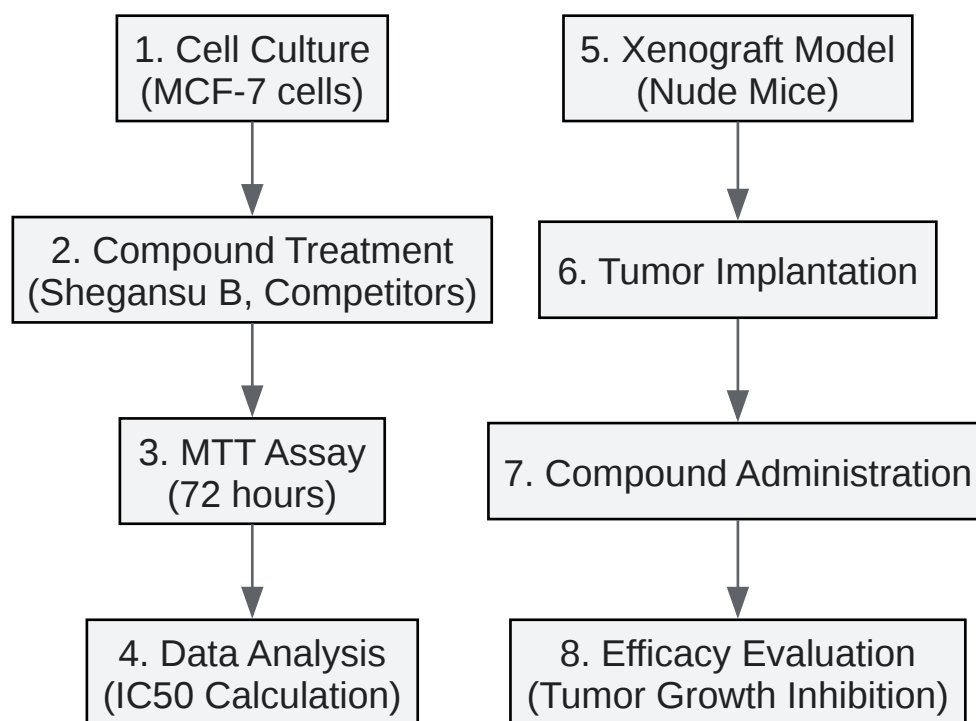 1. Cell Culture
(MCF-7 cells)
2. Compound Treatment
(Shegansu B, Competitors)
3. MTT Assay
(72 hours)
4. Data Analysis
(IC50 Calculation)
5. Xenograft Model
(Nude Mice)
6. Tumor Implantation
7. Compound Administration
8. Efficacy Evaluation
(Tumor Growth Inhibition)